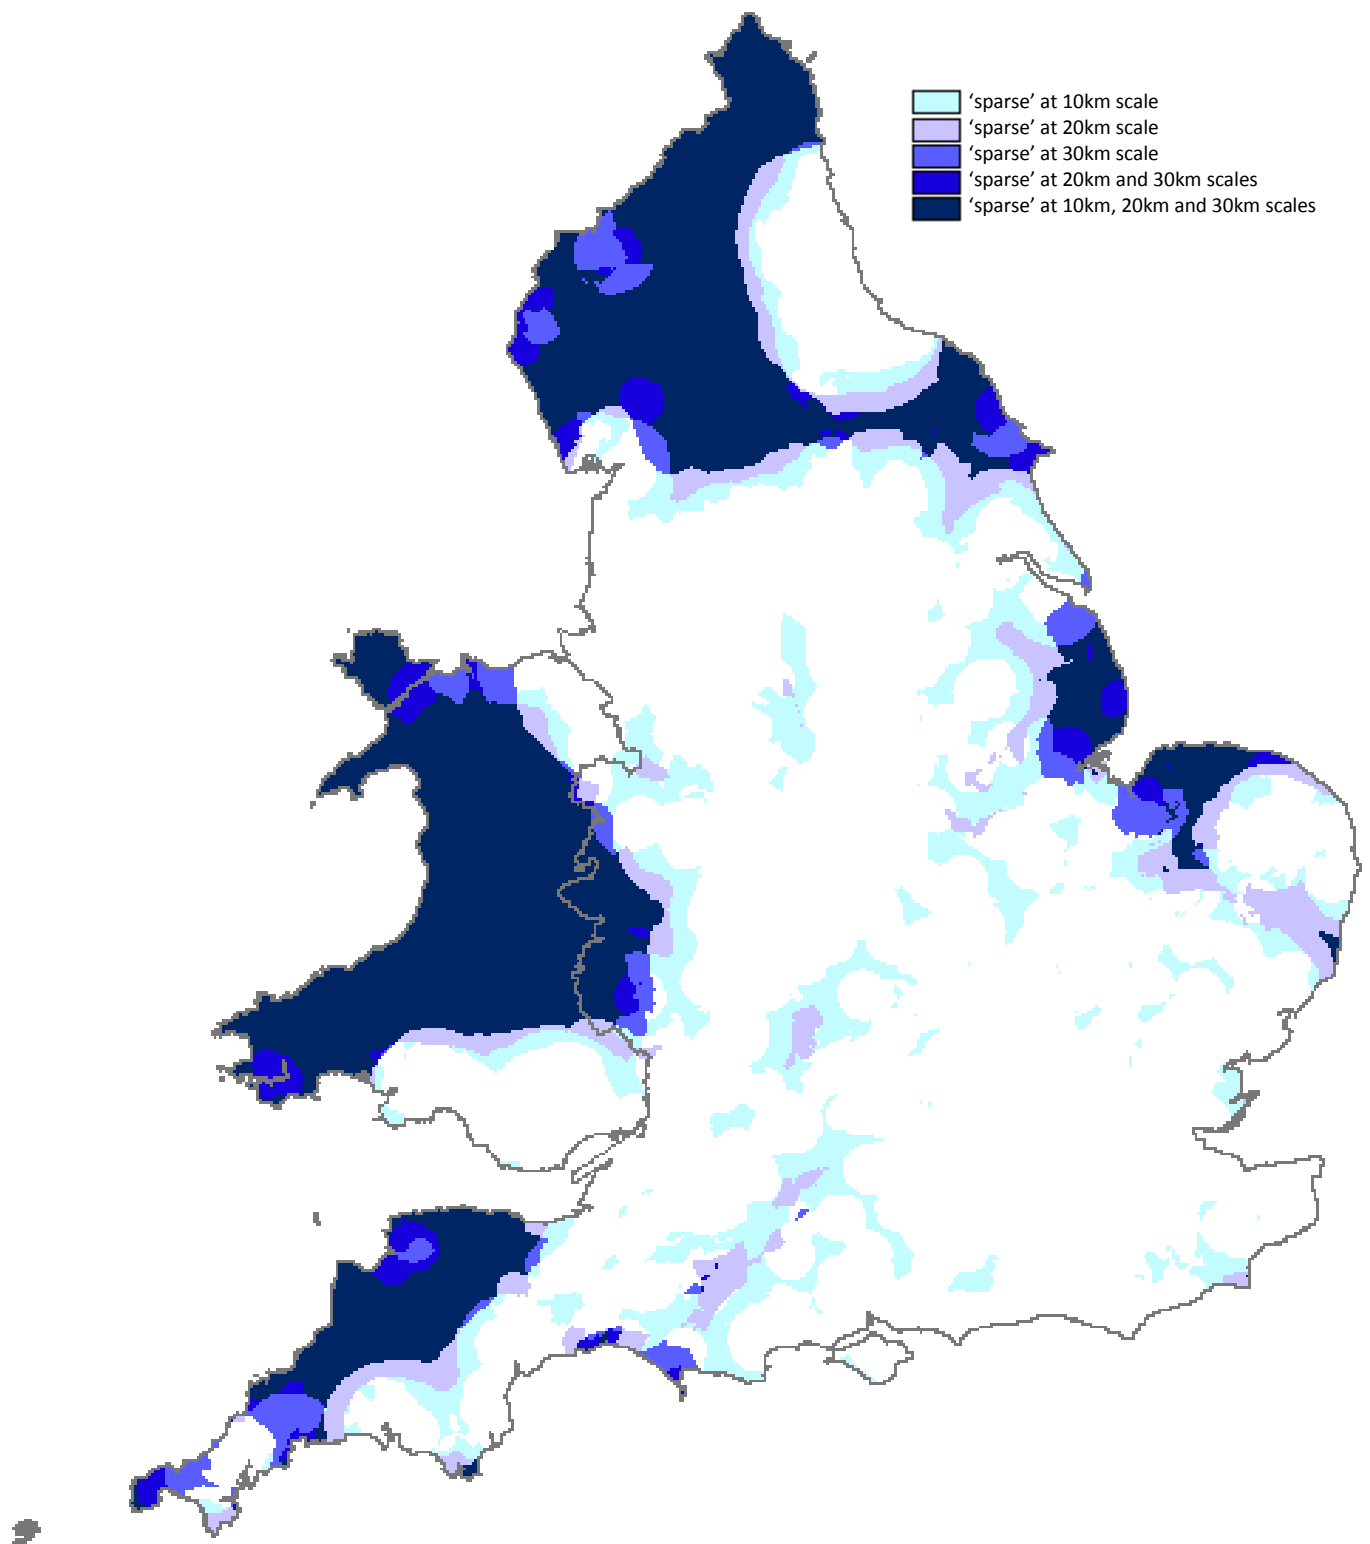 ‘sparse’ at 10km scale
‘sparse’ at 20km scale
‘sparse’ at 30km scale
‘sparse’ at 20km and 30km scales
‘sparse’ at 10km, 20km and 30km scales